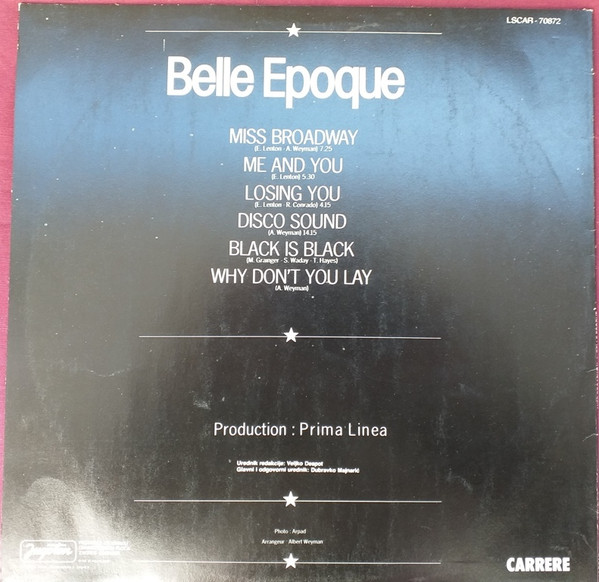 LSCAR - 70872
Belle Epoque
MISS BROADWAY
(E. Lenton - A. Weyman) 7.25
ME AND YOU
(E. Lenton) 5.30
LOSING YOU
(E. Lenton - R. Conrado) 4.15
DISCO SOUND
(A. Weyman) 14.15
BLACK IS BLACK
(M. Grainger - S. Waday - T. Hayes)
WHY DON'T YOU LAY
(A. Weyman)
Production : Prima Linea
Urednik redakcije: Veljko Despot
Glavni i odgovorni urednik: Dubravko Majnarić
Photo : Arpad
Arrangeur : Albert Weyman
Jugoton
CARRERE